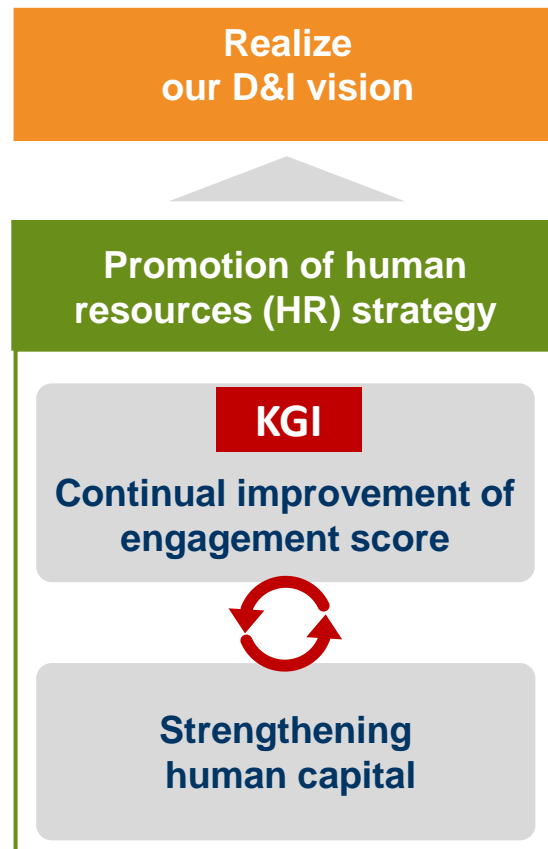 Realize
our D&I vision
Promotion of human
resources (HR) strategy
KGI
Continual improvement of
engagement score
Strengthening
human capital